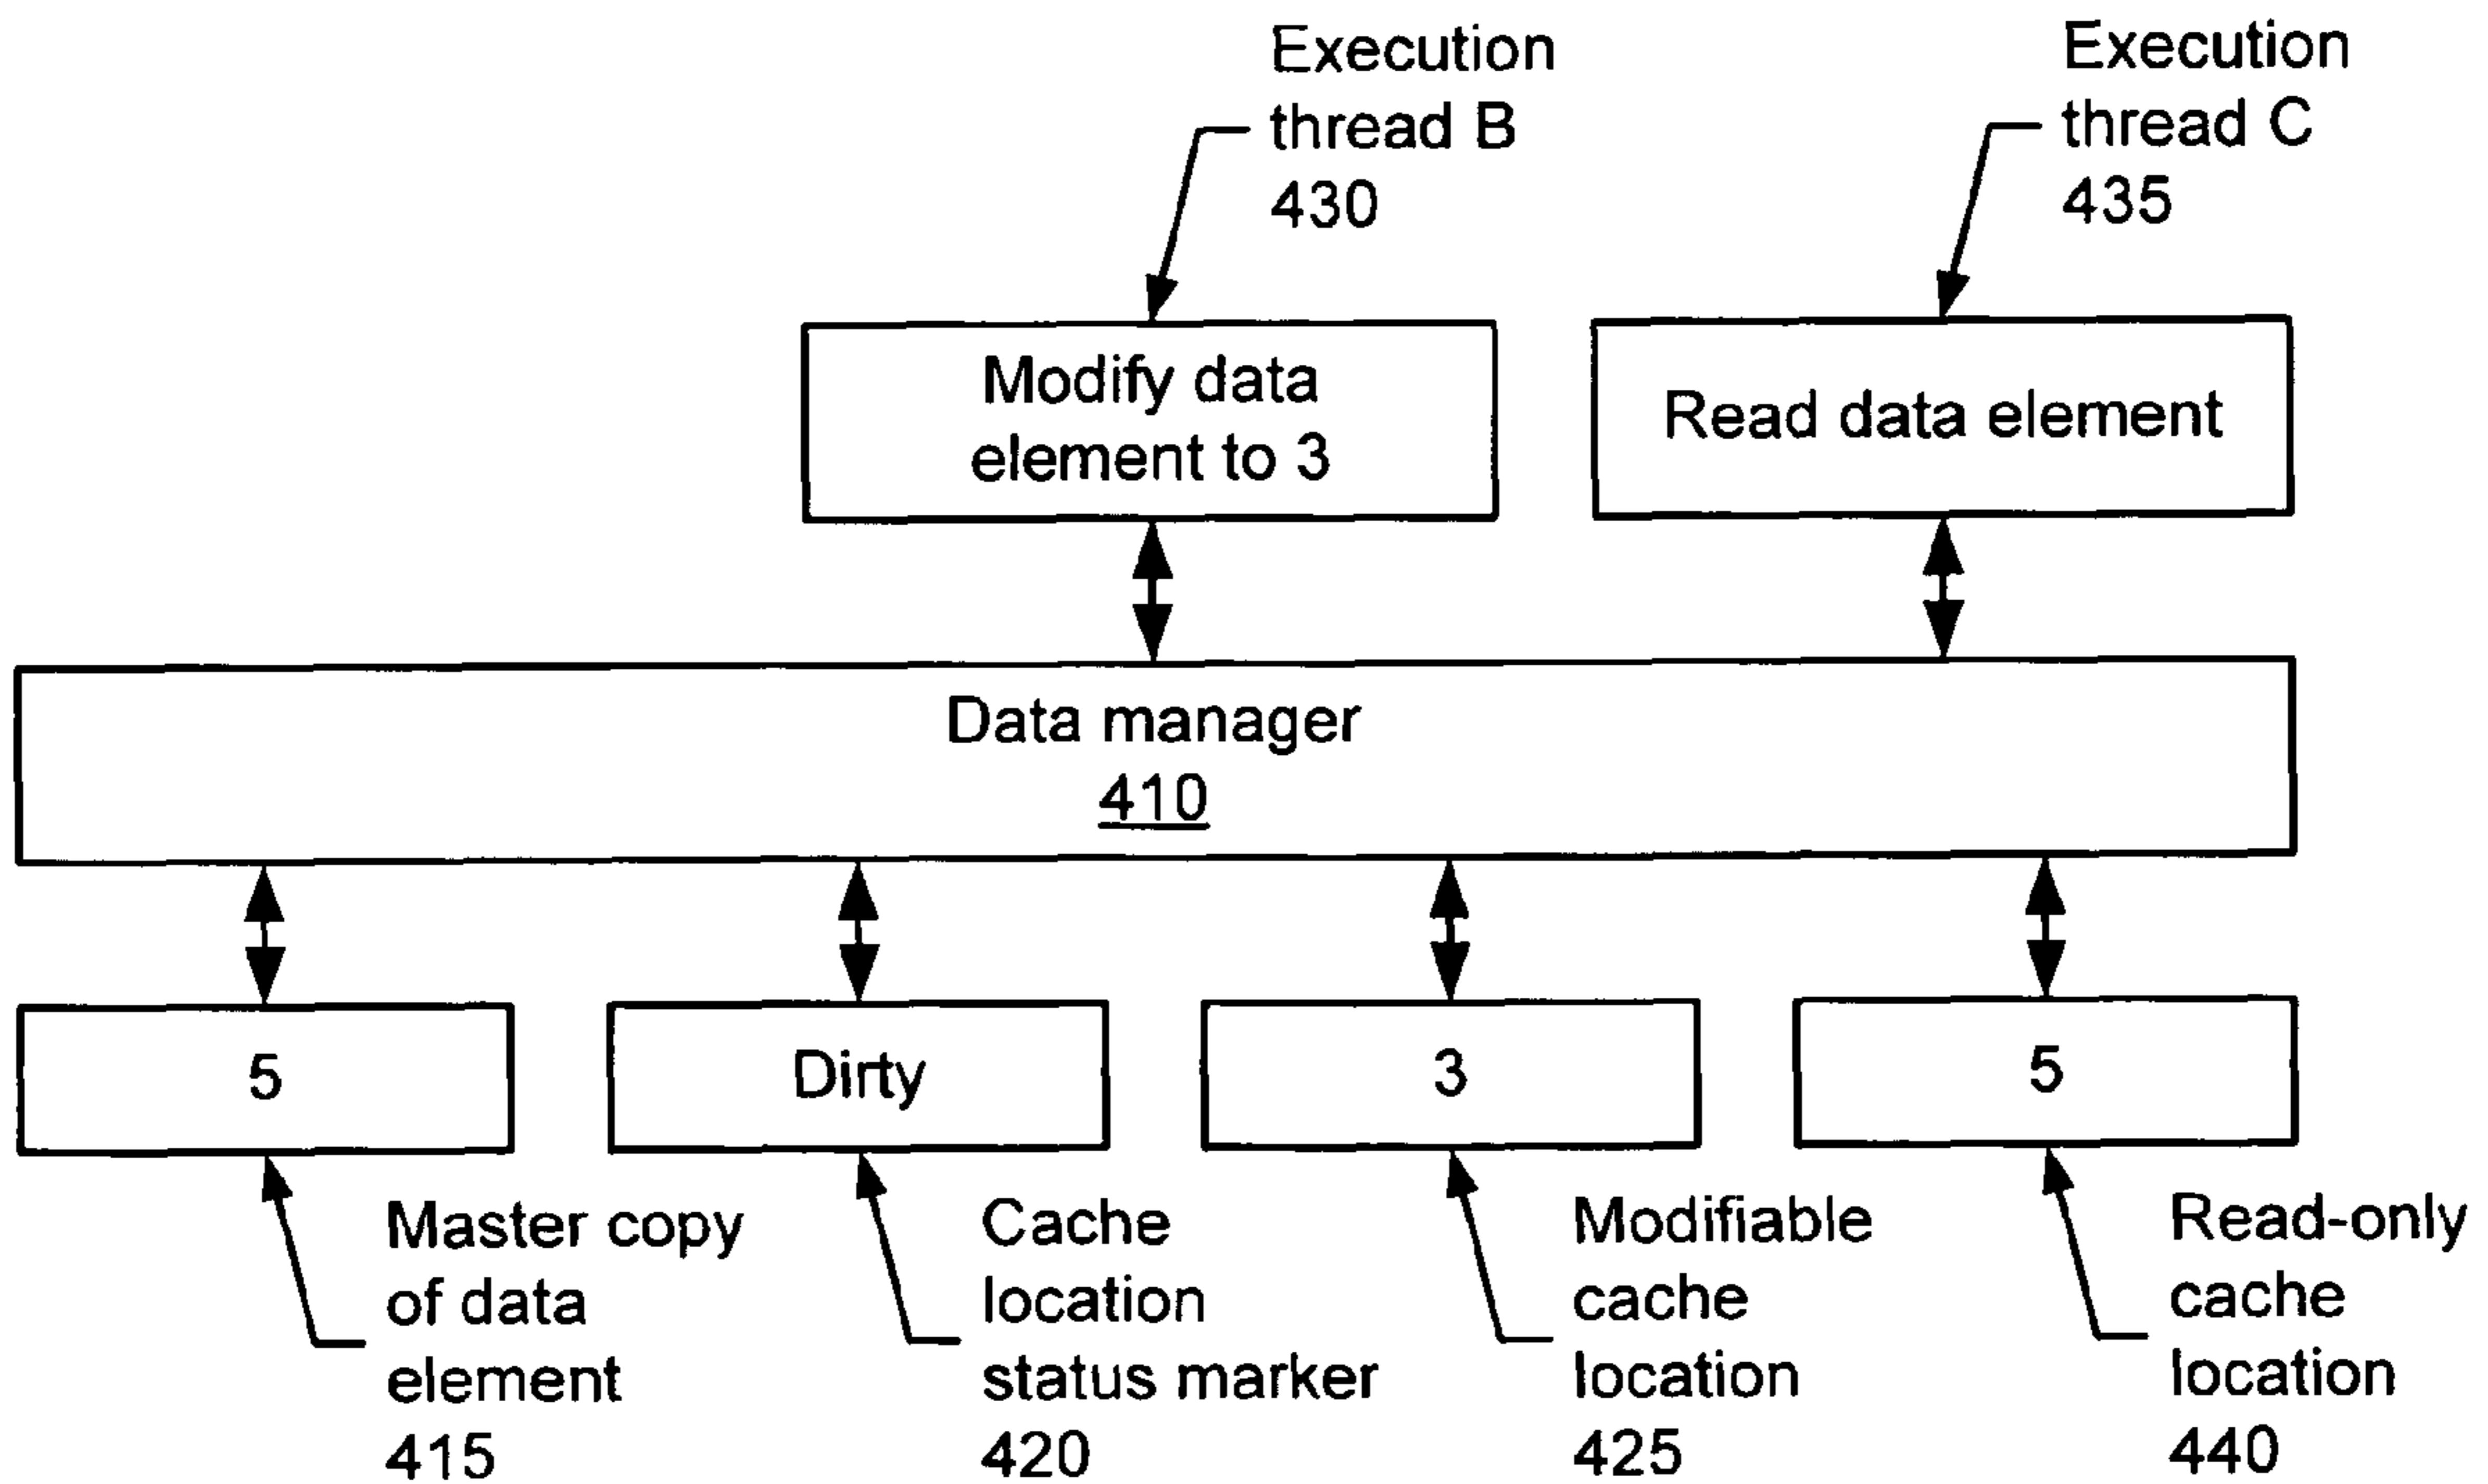 Execution
thread B
430
Execution
thread C
435
Modify data
element to 3
Read data element
Data manager
410
5
Dirty
3
5
Master copy
of data
element
415
Cache
location
status marker
420
Modifiable
cache
location
425
Read-only
cache
location
440